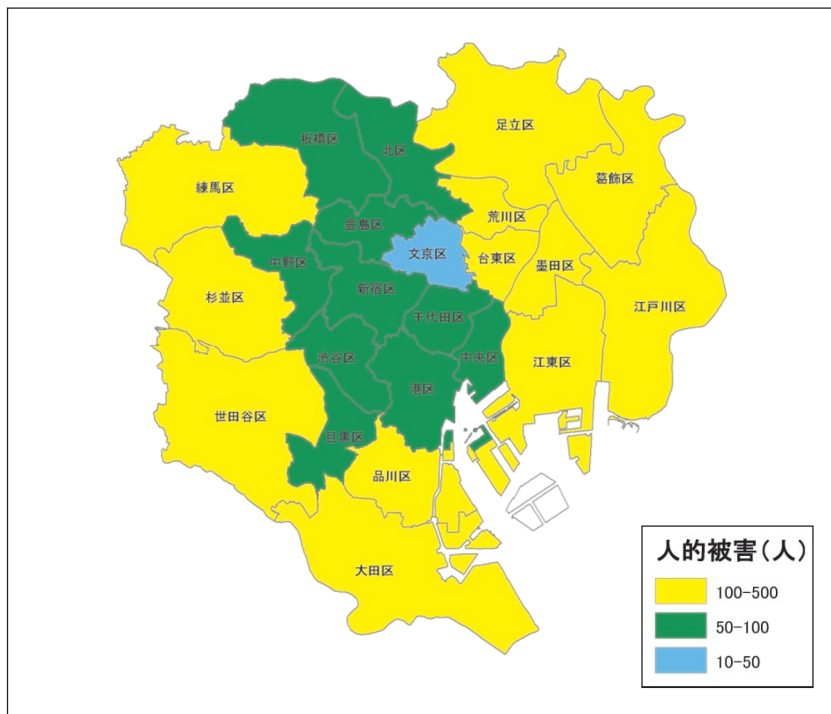 足立区
板橋区
北区
葛飾区
練馬区
荒川区
豊島区
文京区
台東区
中野区
墨田区
新宿区
杉並区
江戸川区
千代田区
渋谷区
中央区
江東区
港区
世田谷区
目黒区
品川区
大田区
人的被害(人)
100-500
50-100
10-50